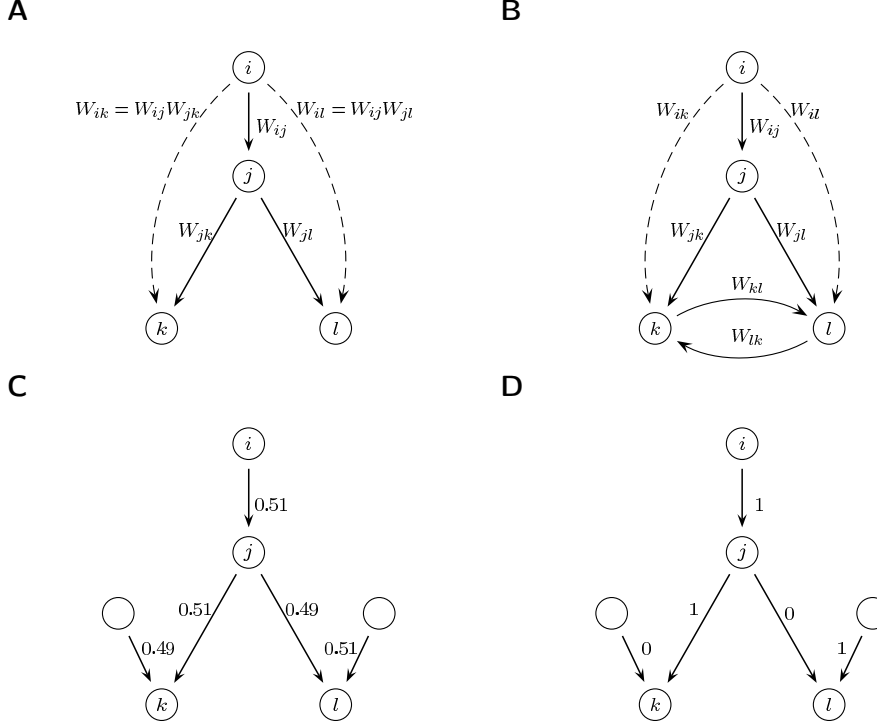 A
B
i
i
W_{ik} = W_{ij}W_{jk}
W_{il} = W_{ij}W_{jl}
W_{ik}
W_{il}
W_{ij}
W_{ij}
j
j
W_{jk}
W_{jl}
W_{jk}
W_{jl}
W_{kl}
k
l
k
l
W_{lk}
C
D
i
i
0.51
1
j
j
0.51
0.49
1
0
0.49
0.51
0
1
k
l
k
l